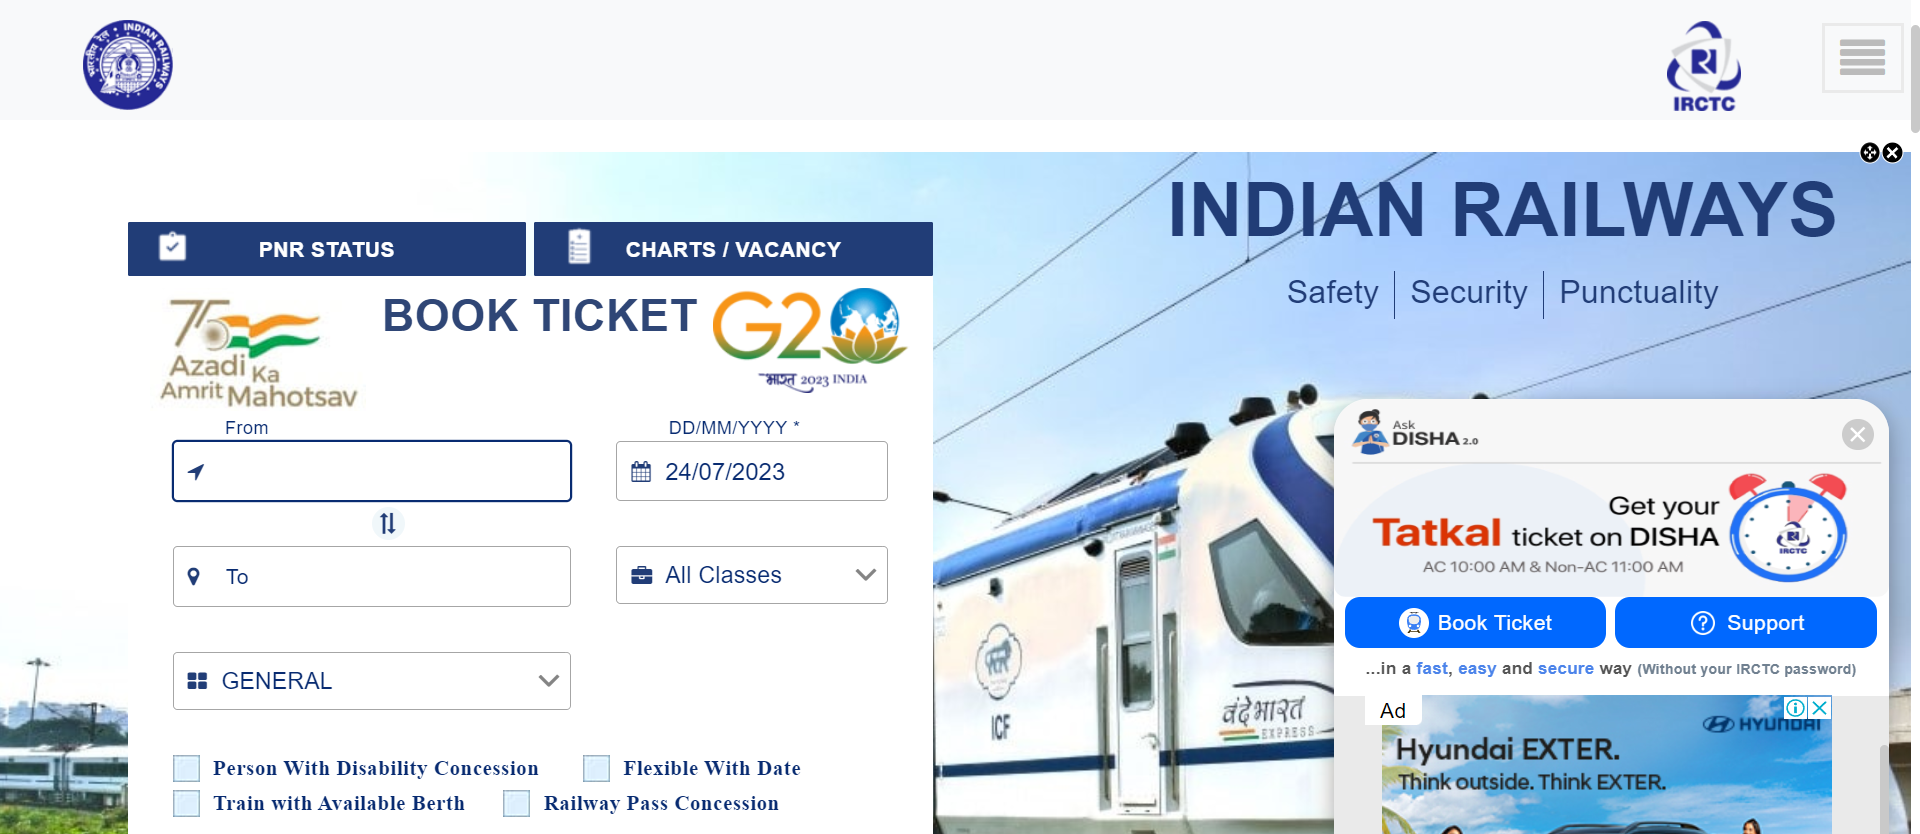 भारतीय रेल INDIAN RAILWAYS
IRCTC
INDIAN RAILWAYS
Safety | Security | Punctuality
PNR STATUS
CHARTS / VACANCY
75
Azadi Ka
Amrit Mahotsav
BOOK TICKET
G20
भारत 2023 INDIA
From
DD/MM/YYYY *
24/07/2023
To
All Classes
GENERAL
Person With Disability Concession
Flexible With Date
Train with Available Berth
Railway Pass Concession
ICF
वंदे भारत
EXPRESS
Ask
DISHA 2.0
Get your
Tatkal ticket on DISHA
AC 10:00 AM & Non-AC 11:00 AM
IRCTC
Book Ticket
Support
...in a fast, easy and secure way (Without your IRCTC password)
Ad
HYUNDAI
Hyundai EXTER.
Think outside. Think EXTER.